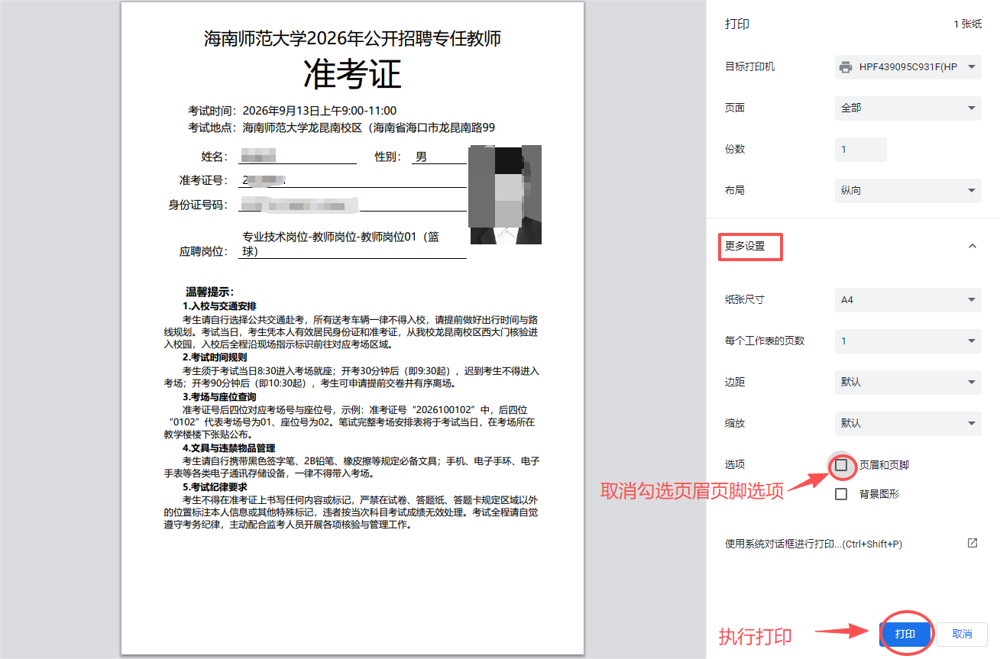 海南师范大学2026年公开招聘专任教师
准考证
考试时间：2026年9月13日上午9:00-11:00
考试地点：海南师范大学龙昆南校区（海南省海口市龙昆南路99
姓名：
性别：
男
准考证号：
2
身份证号码：
专业技术岗位-教师岗位-教师岗位01（篮
应聘岗位：
球）
温馨提示：
1.入校与交通安排
考生请自行选择公共交通赴考，所有送考车辆一律不得入校，请提前做好出行时间与路
线规划。考试当日，考生凭本人有效居民身份证和准考证，从我校龙昆南校区西大门核验进
入校园，入校后全程沿现场指示标识前往对应考场区域。
2.考试时间规则
考生须于考试当日8:30进入考场就座；开考30分钟后（即9:30起），迟到考生不得进入
考场；开考90分钟后（即10:30起），考生可申请提前交卷并有序离场。
3.考场与座位查询
准考证号后四位对应考场号与座位号，示例：准考证号“2026100102”中，后四位
“0102”代表考场号为01、座位号为02。笔试完整考场安排表将于考试当日，在考场所在
教学楼楼下张贴公布。
4.文具与违禁物品管理
考生请自行携带黑色签字笔、2B铅笔、橡皮擦等规定必备文具；手机、电子手环、电子
手表等各类电子通讯存储设备，一律不得带入考场。
5.考试纪律要求
考生不得在准考证上书写任何内容或标记，严禁在试卷、答题纸、答题卡规定区域以外
的位置标注本人信息或其他特殊标记，违者按当次科目考试成绩无效处理。考试全程请自觉
遵守考务纪律，主动配合监考人员开展各项核验与管理工作。
打印
1 张纸
目标打印机
HPF439095C931F(HP
页面
全部
份数
1
布局
纵向
更多设置
纸张尺寸
A4
每个工作表的页数
1
边距
默认
缩放
默认
选项
页眉和页脚
取消勾选页眉页脚选项
背景图形
使用系统对话框进行打印...(Ctrl+Shift+P)
执行打印
打印
取消